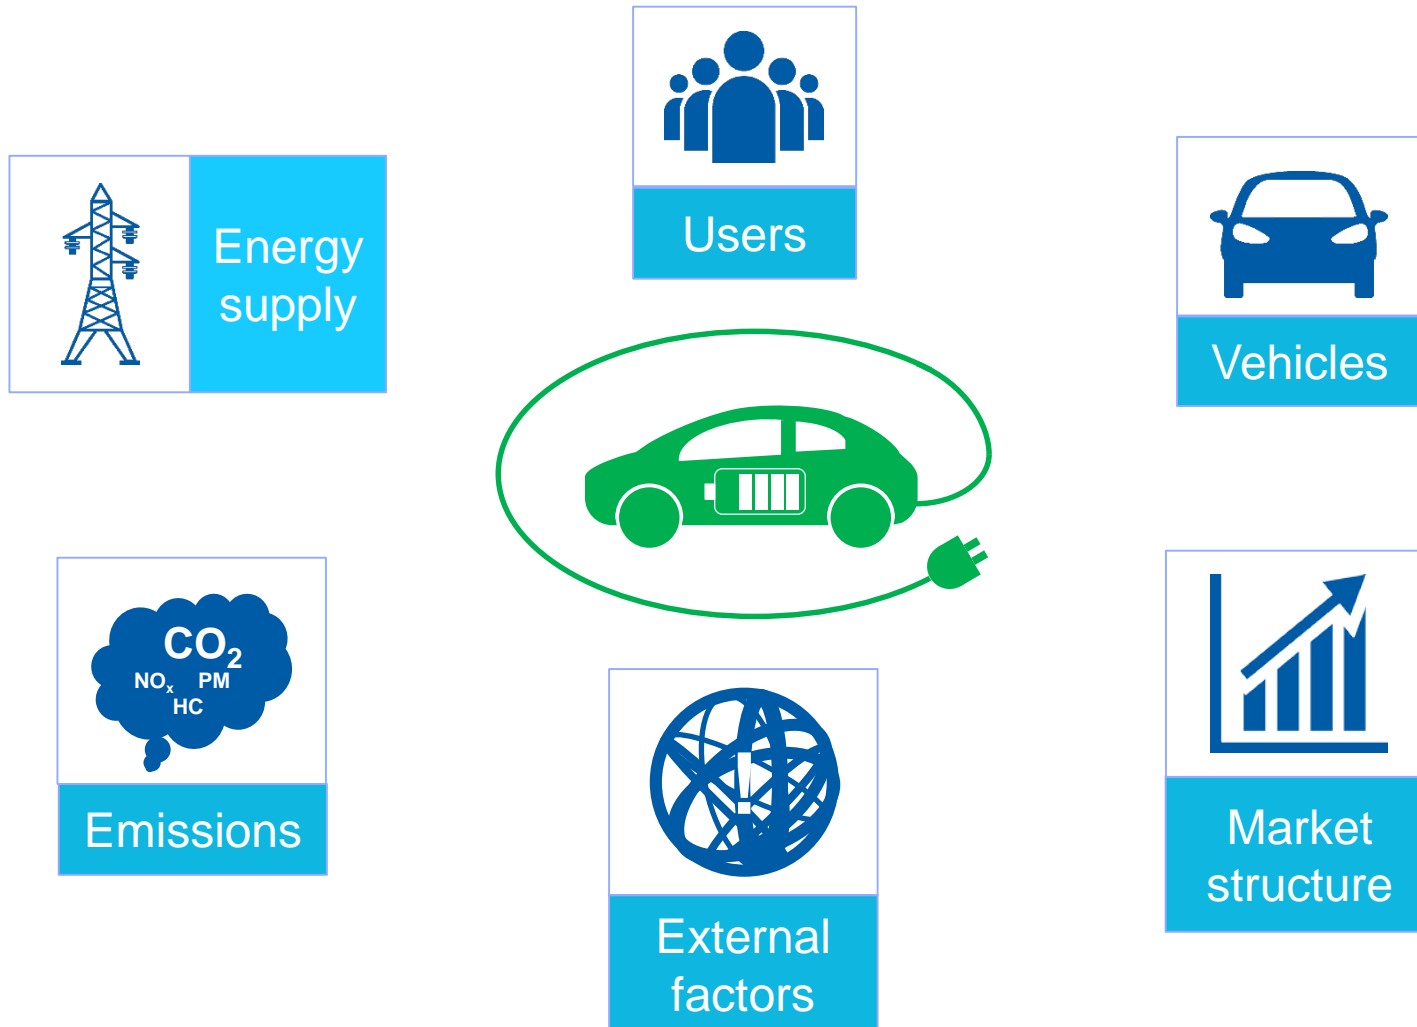 Users
Energy
supply
Vehicles
CO₂
NOₓ PM
HC
Emissions
External
factors
Market
structure